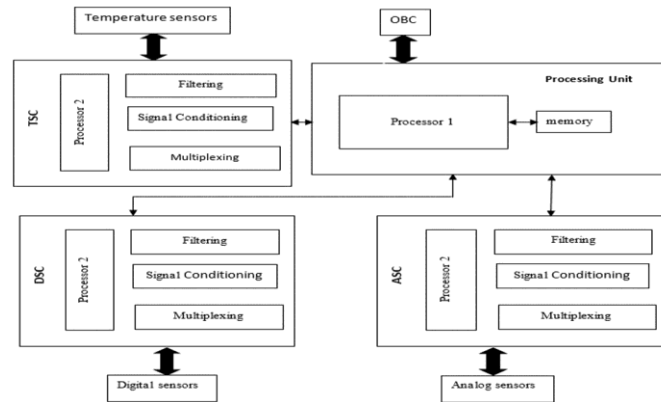 Temperature sensors
OBC
TSC
Processor 2
Filtering
Signal Conditioning
Multiplexing
Processing Unit
Processor 1
memory
DSC
Processor 2
Filtering
Signal Conditioning
Multiplexing
ASC
Processor 2
Filtering
Signal Conditioning
Multiplexing
Digital sensors
Analog sensors